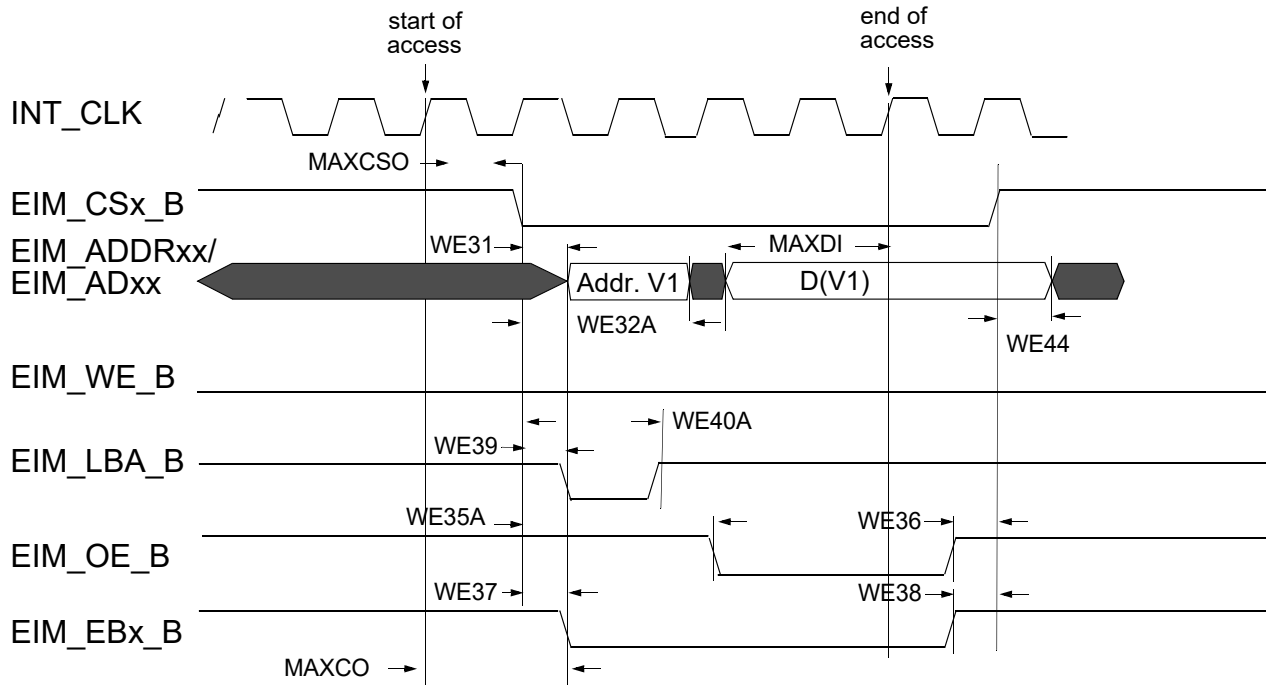 start of
access
end of
access
INT_CLK
MAXCSO
EIM_CSx_B
EIM_ADDRxx/
EIM_ADxx
WE31
MAXDI
Addr. V1
D(V1)
WE32A
WE44
EIM_WE_B
WE40A
WE39
EIM_LBA_B
WE35A
WE36
EIM_OE_B
WE37
WE38
EIM_EBx_B
MAXCO